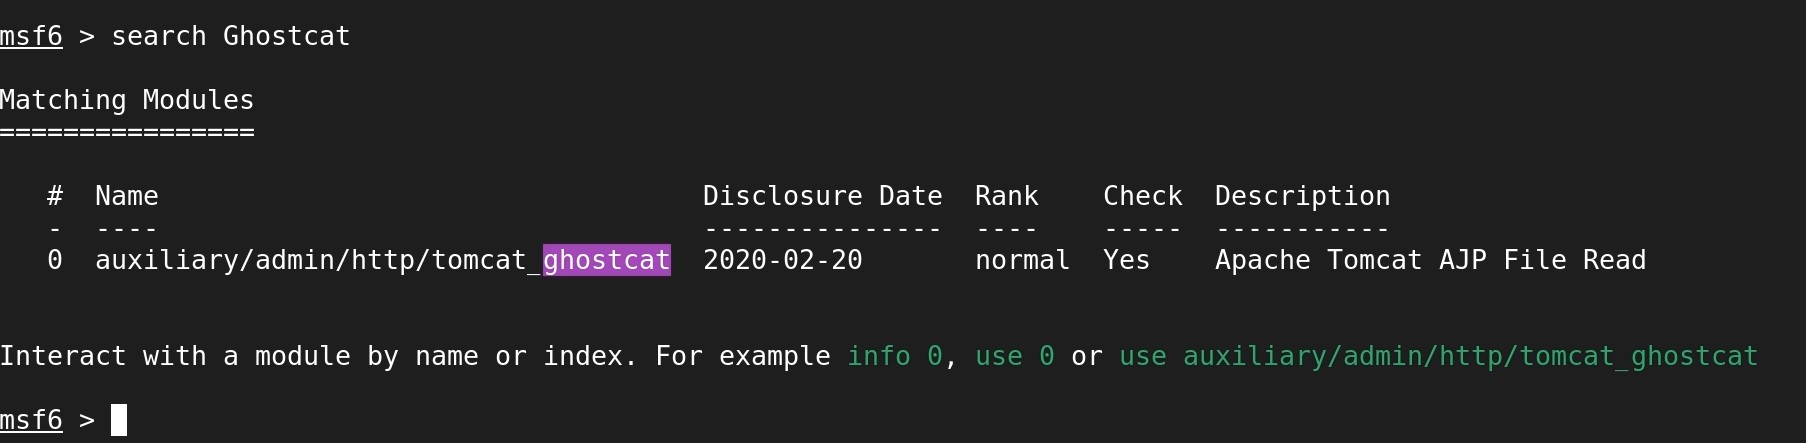 msf6 > search Ghostcat
Matching Modules
================
   #  Name                                  Disclosure Date  Rank    Check  Description
   -  ----                                  ---------------  ----    -----  -----------
   0  auxiliary/admin/http/tomcat_ghostcat  2020-02-20       normal  Yes    Apache Tomcat AJP File Read
Interact with a module by name or index. For example info 0, use 0 or use auxiliary/admin/http/tomcat_ghostcat
msf6 >